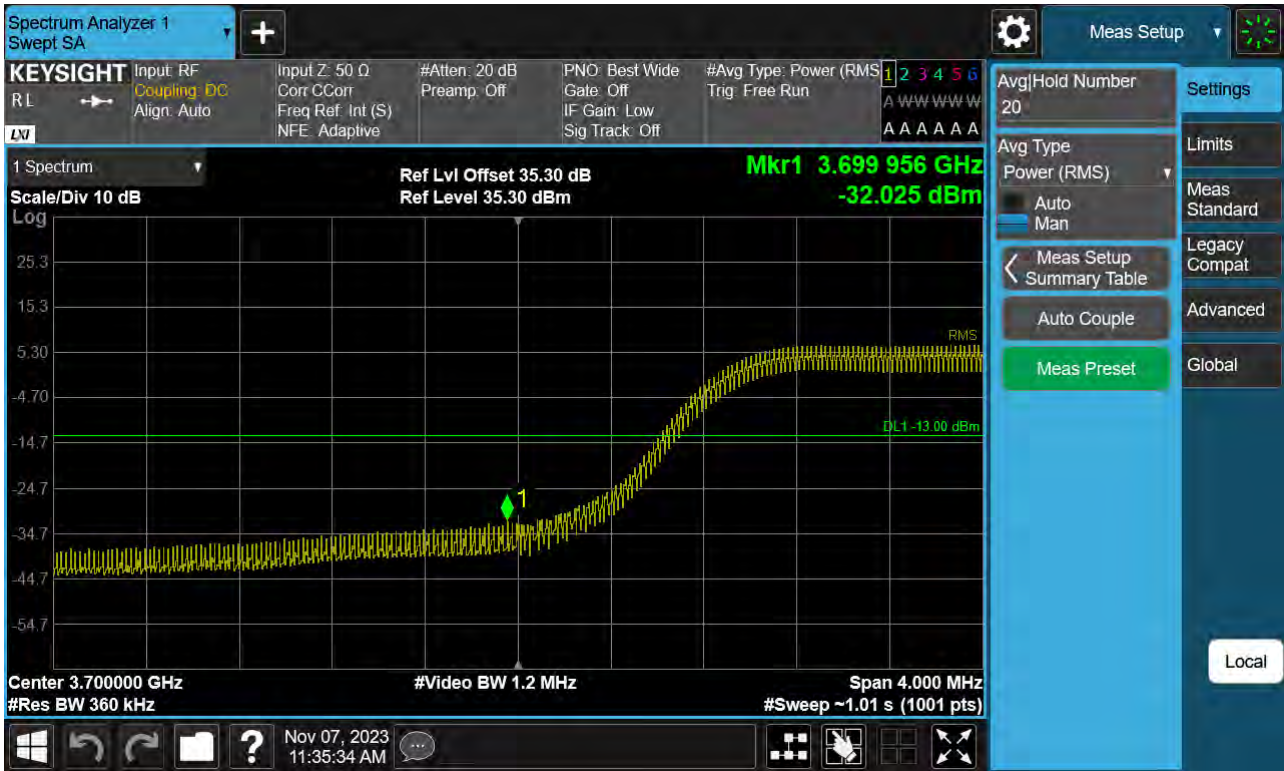 Spectrum Analyzer 1
Swept SA
+
Meas Setup
KEYSIGHT
RL
LXI
Input: RF
Coupling: DC
Align: Auto
Input Z: 50 Ω
Corr CCorr
Freq Ref: Int (S)
NFE: Adaptive
#Atten: 20 dB
Preamp: Off
PNO: Best Wide
Gate: Off
IF Gain: Low
Sig Track: Off
#Avg Type: Power (RMS
Trig: Free Run
1 2 3 4 5 6
A W W W W W
A A A A A A
1 Spectrum
Scale/Div 10 dB
Log
Ref Lvl Offset 35.30 dB
Ref Level 35.30 dBm
Mkr1 3.699 956 GHz
-32.025 dBm
25.3
15.3
5.30
-4.70
-14.7
-24.7
-34.7
-44.7
-54.7
RMS
DL1 -13.00 dBm
1
Center 3.700000 GHz
#Res BW 360 kHz
#Video BW 1.2 MHz
Span 4.000 MHz
#Sweep ~1.01 s (1001 pts)
Avg|Hold Number
20
Avg Type
Power (RMS)
Auto
Man
Meas Setup
Summary Table
Auto Couple
Meas Preset
Settings
Limits
Meas
Standard
Legacy
Compat
Advanced
Global
Local
?
Nov 07, 2023
11:35:34 AM